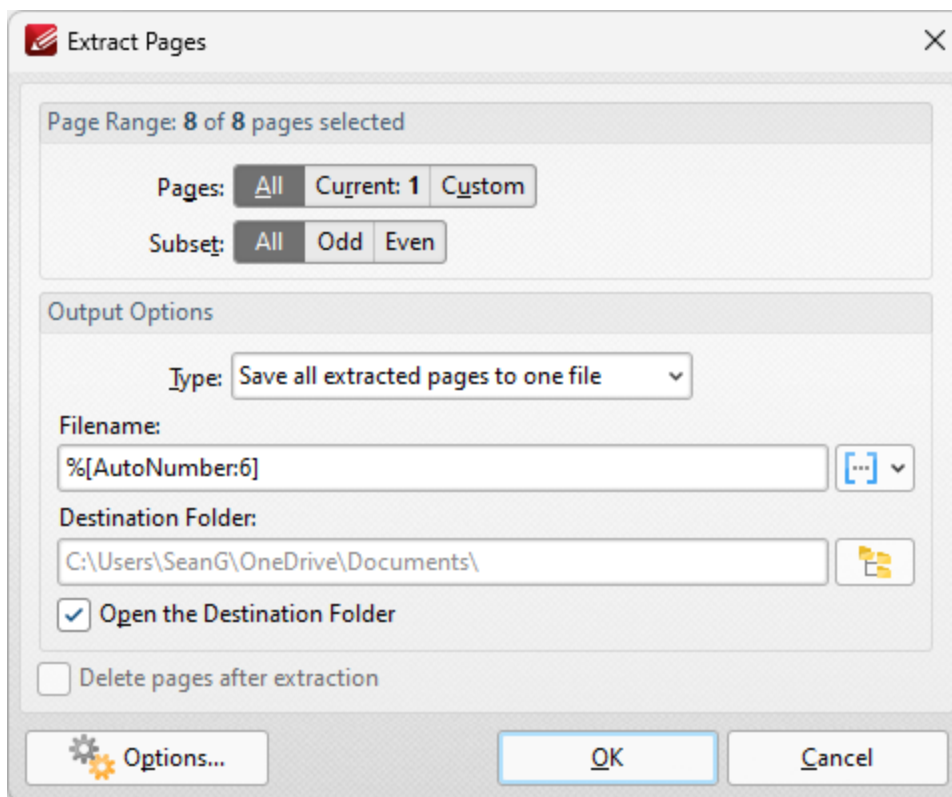 Extract Pages
Page Range: 8 of 8 pages selected
Pages: All Current: 1 Custom
Subset: All Odd Even
Output Options
Type: Save all extracted pages to one file
Filename:
%[AutoNumber:6]
Destination Folder:
C:\Users\SeanG\OneDrive\Documents\
Open the Destination Folder
Delete pages after extraction
Options... OK Cancel